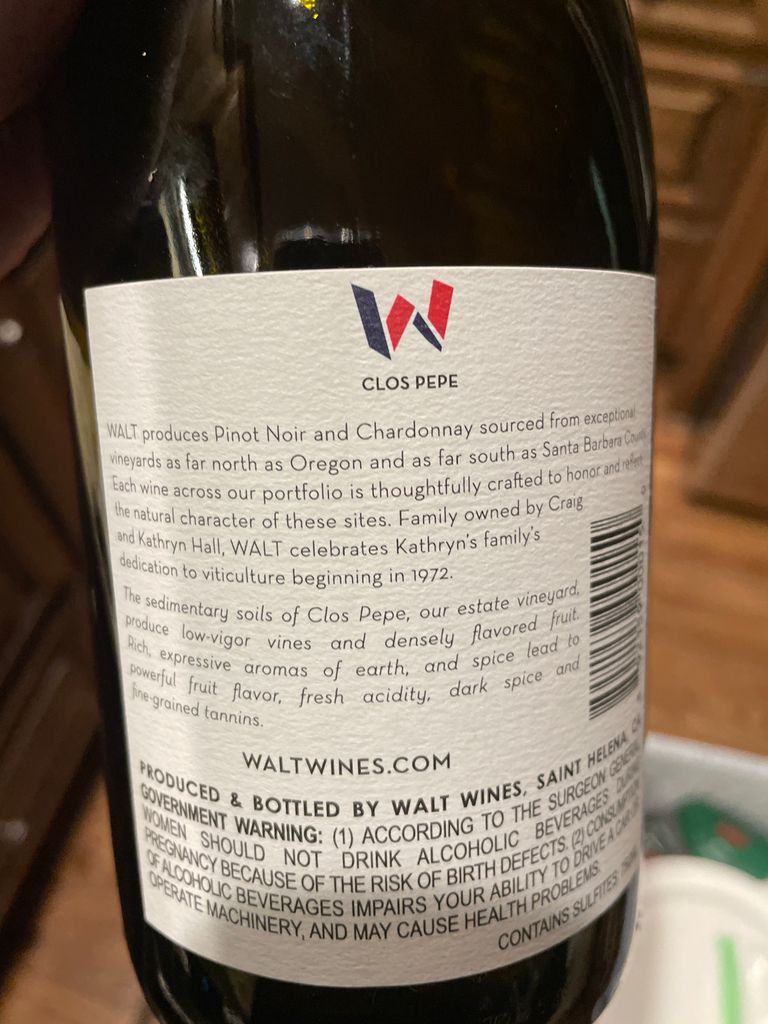 W
CLOS PEPE
WALT produces Pinot Noir and Chardonnay sourced from exceptional
vineyards as far north as Oregon and as far south as Santa Barbara County.
Each wine across our portfolio is thoughtfully crafted to honor and reflect
the natural character of these sites. Family owned by Craig
and Kathryn Hall, WALT celebrates Kathryn's family's
dedication to viticulture beginning in 1972.
The sedimentary soils of Clos Pepe, our estate vineyard,
produce low-vigor vines and densely flavored fruit.
Rich, expressive aromas of earth, and spice lead to
powerful fruit flavor, fresh acidity, dark spice and
fine-grained tannins.
WALTWINES.COM
PRODUCED & BOTTLED BY WALT WINES, SAINT HELENA, CA
GOVERNMENT WARNING: (1) ACCORDING TO THE SURGEON GENERAL,
WOMEN SHOULD NOT DRINK ALCOHOLIC BEVERAGES DURING
PREGNANCY BECAUSE OF THE RISK OF BIRTH DEFECTS. (2) CONSUMPTION
OF ALCOHOLIC BEVERAGES IMPAIRS YOUR ABILITY TO DRIVE A CAR OR
OPERATE MACHINERY, AND MAY CAUSE HEALTH PROBLEMS.
CONTAINS SULFITES